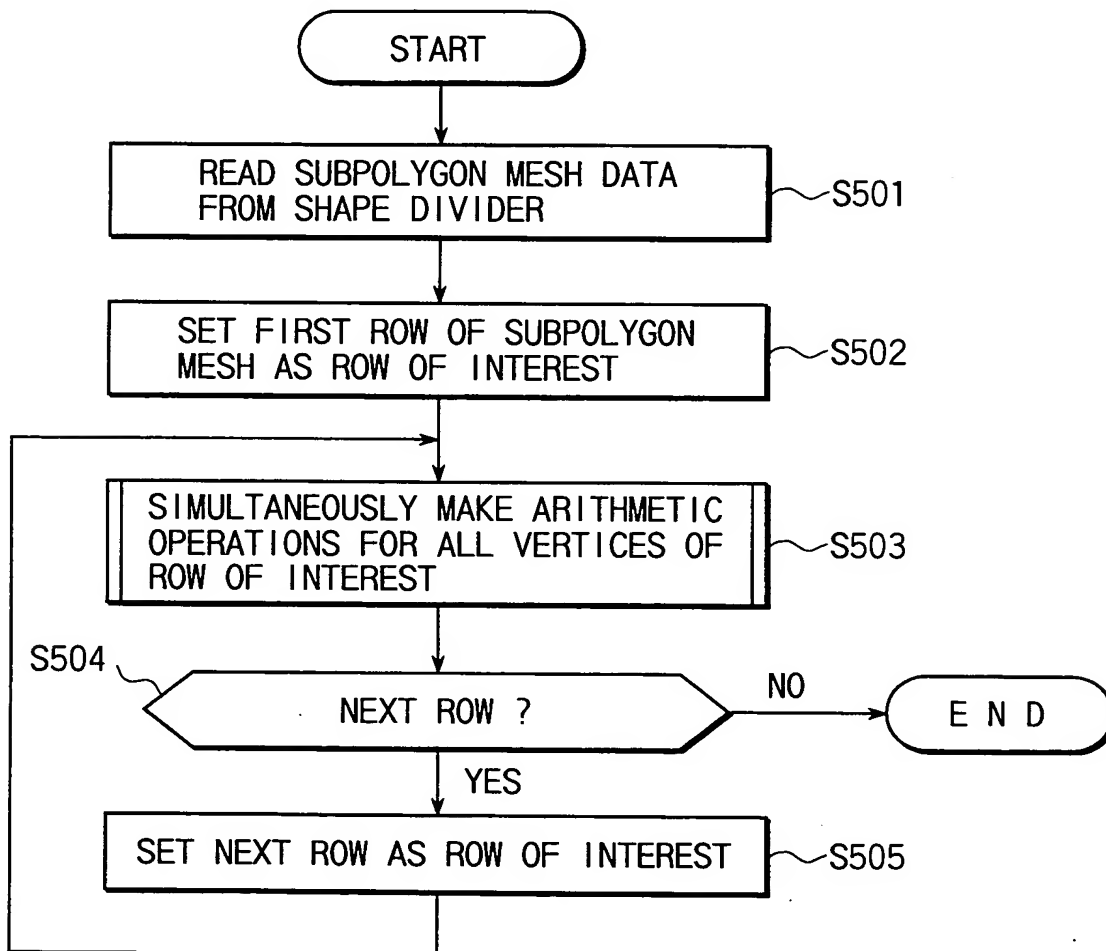 START
READ SUBPOLYGON MESH DATA
FROM SHAPE DIVIDER
S501
SET FIRST ROW OF SUBPOLYGON
MESH AS ROW OF INTEREST
S502
SIMULTANEOUSLY MAKE ARITHMETIC
OPERATIONS FOR ALL VERTICES OF
ROW OF INTEREST
S503
S504
NEXT ROW ?
NO
E N D
YES
SET NEXT ROW AS ROW OF INTEREST
S505